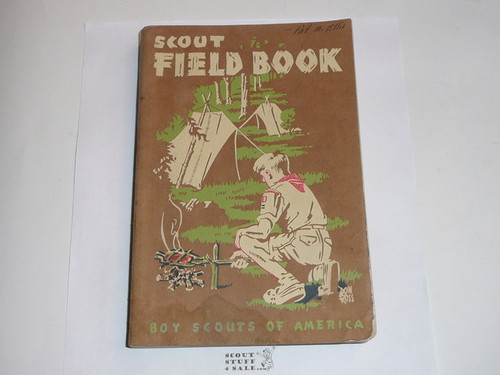 SCOUT
FIELD BOOK
BOY SCOUTS OF AMERICA
SCOUT
STUFF
4 SALE...